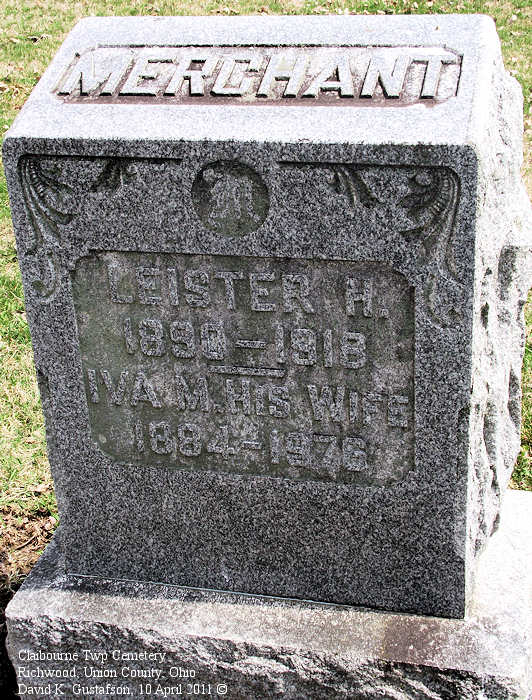 MERCHANT
M
LEISTER H.
1890 – 1918
IVA M. HIS WIFE
1884 – 1976
Claibourne Twp Cemetery
Richwood, Union County, Ohio
David K. Gustafson, 10 April 2011 ©